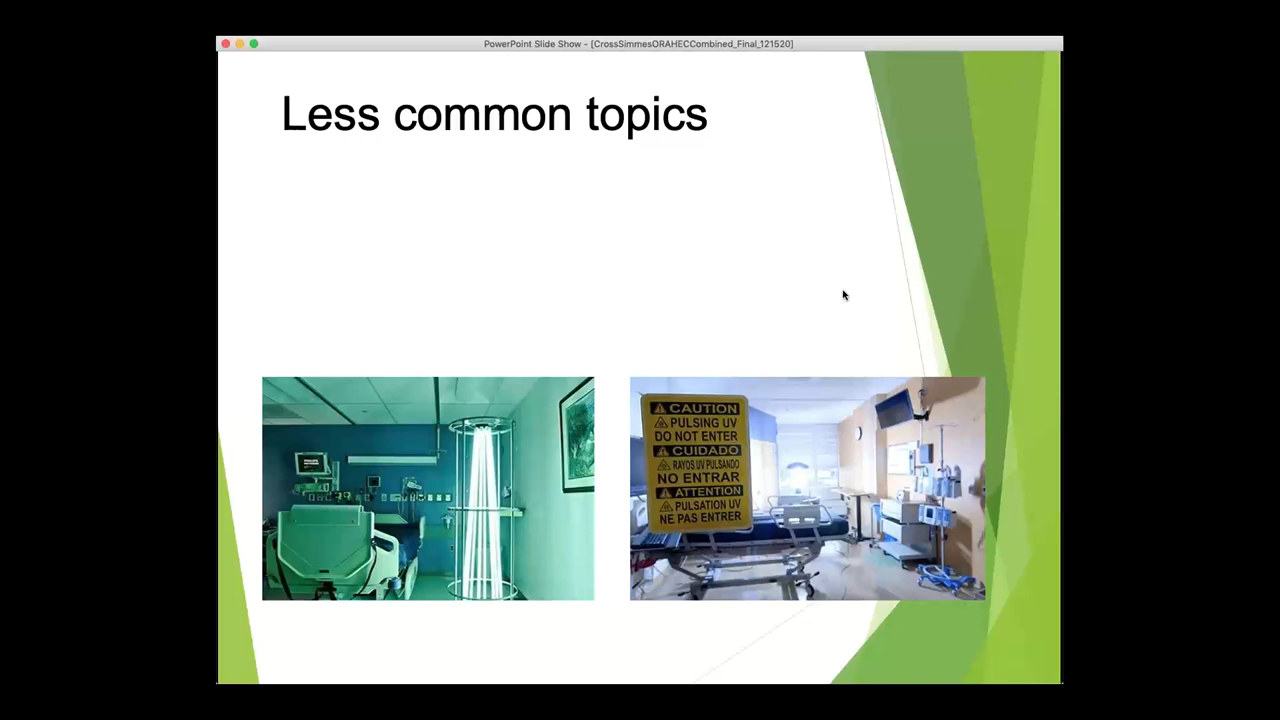 PowerPoint Slide Show - [CrossSimmesORAHECCombined_Final_121520]
Less common topics
CAUTION
PULSING UV
DO NOT ENTER
CUIDADO
RAYOS UV PULSANDO
NO ENTRAR
ATTENTION
PULSATION UV
NE PAS ENTRER